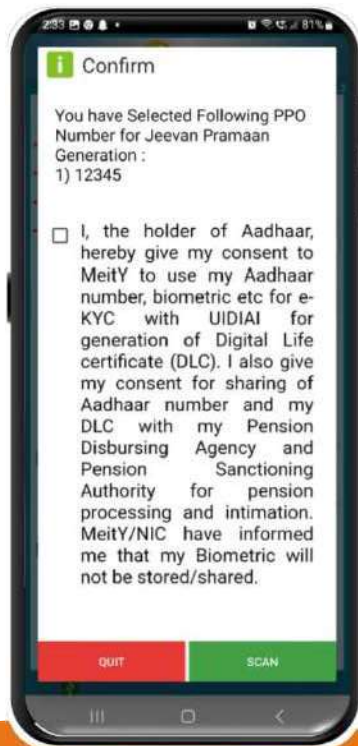 2:33
81%
i Confirm
You have Selected Following PPO
Number for Jeevan Pramaan
Generation :
1) 12345
I, the holder of Aadhaar,
hereby give my consent to
MeitY to use my Aadhaar
number, biometric etc for e-
KYC with UIDIAI for
generation of Digital Life
certificate (DLC). I also give
my consent for sharing of
Aadhaar number and my
DLC with my Pension
Disbursing Agency and
Pension Sanctioning
Authority for pension
processing and intimation.
MeitY/NIC have informed
me that my Biometric will
not be stored/shared.
QUIT
SCAN